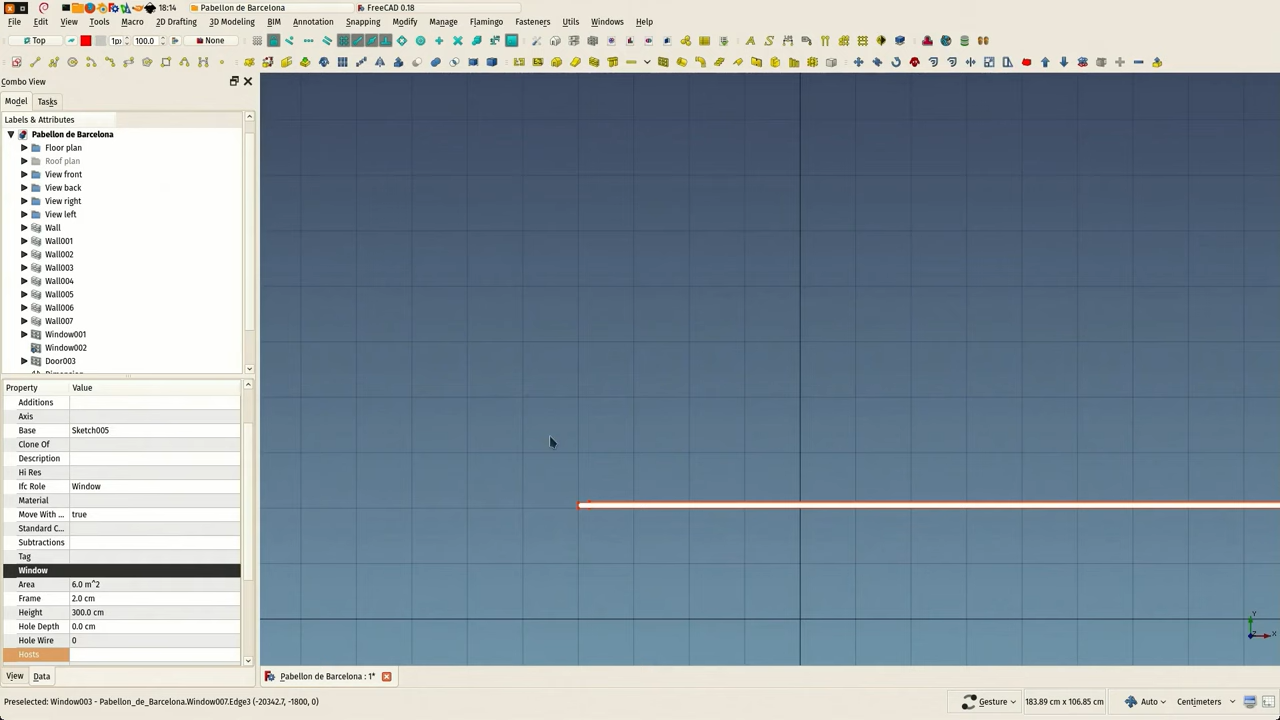 18:14
Pabellon de Barcelona
FreeCAD 0.18
File Edit View Tools Macro 2D Drafting 3D Modeling BIM Annotation Snapping Modify Manage Flamingo Fasteners Utils Windows Help
Top 1px 100.0 None
Combo View
Model Tasks
Labels & Attributes
Pabellon de Barcelona
Floor plan
Roof plan
View front
View back
View right
View left
Wall
Wall001
Wall002
Wall003
Wall004
Wall005
Wall006
Wall007
Window001
Window002
Door003
Property Value
Additions
Axis
Base Sketch005
Clone Of
Description
Hi Res
Ifc Role Window
Material
Move With ... true
Standard C...
Subtractions
Tag
Window
Area 6.0 m^2
Frame 2.0 cm
Height 300.0 cm
Hole Depth 0.0 cm
Hole Wire 0
Hosts
View Data
Pabellon de Barcelona : 1*
Y
Z X
Preselected: Window003 - Pabellon_de_Barcelona.Window007.Edge3 (-20342.7, -1800, 0)
Gesture 183.89 cm x 106.85 cm Auto Centimeters